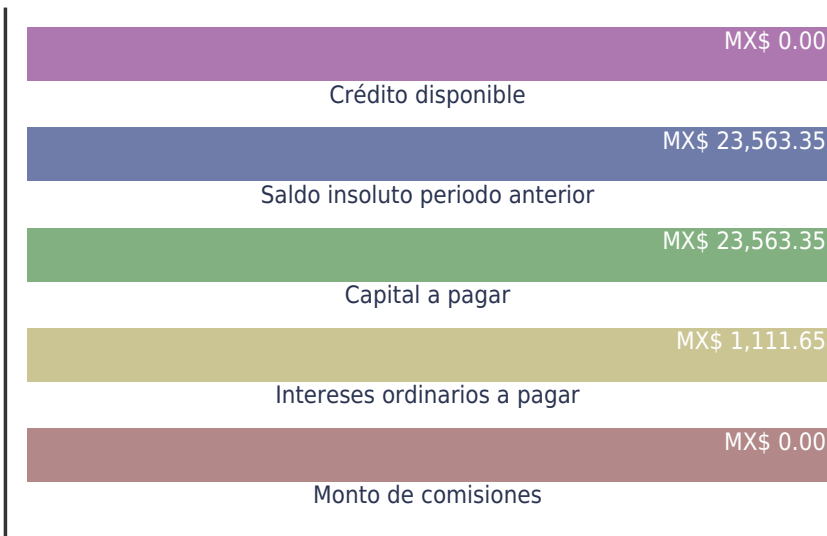 MX$ 0.00
Crédito disponible
MX$ 23,563.35
Saldo insoluto periodo anterior
MX$ 23,563.35
Capital a pagar
MX$ 1,111.65
Intereses ordinarios a pagar
MX$ 0.00
Monto de comisiones